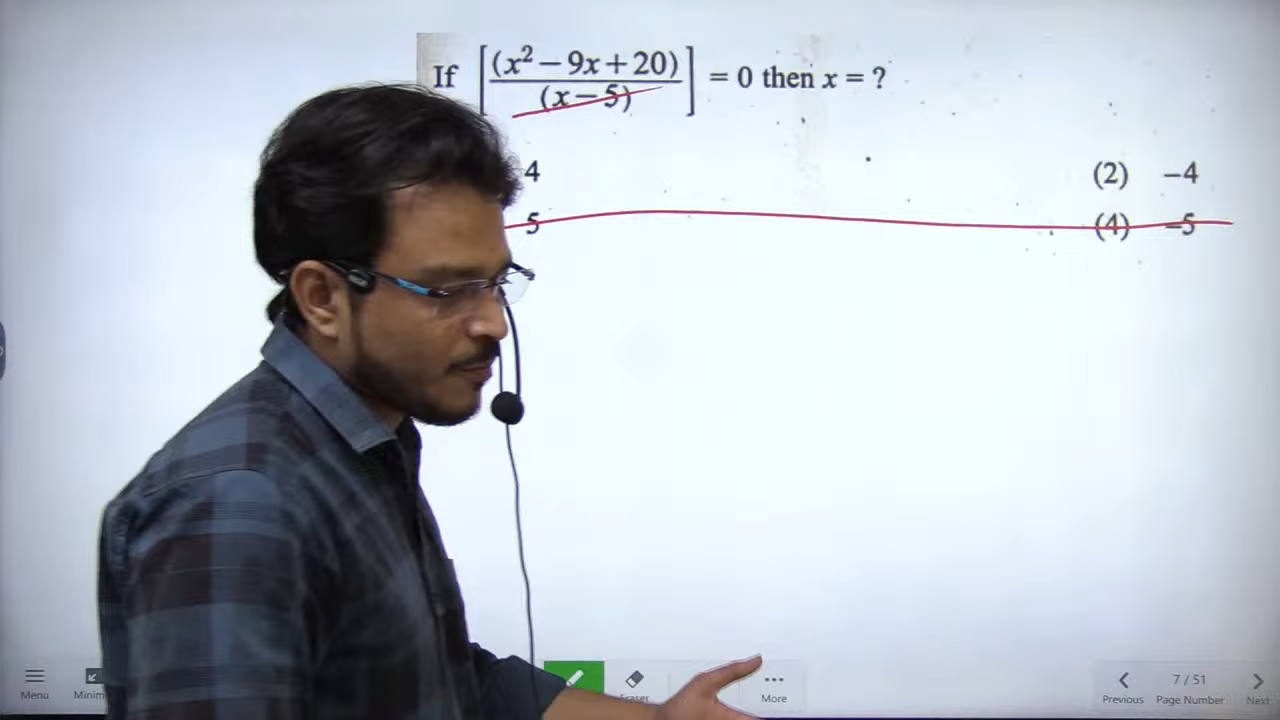 If [(x² − 9x + 20) / (x − 5)] = 0 then x = ?
4 (2) −4
5 (4) −5
Menu More Previous 7 / 51 Page Number Next